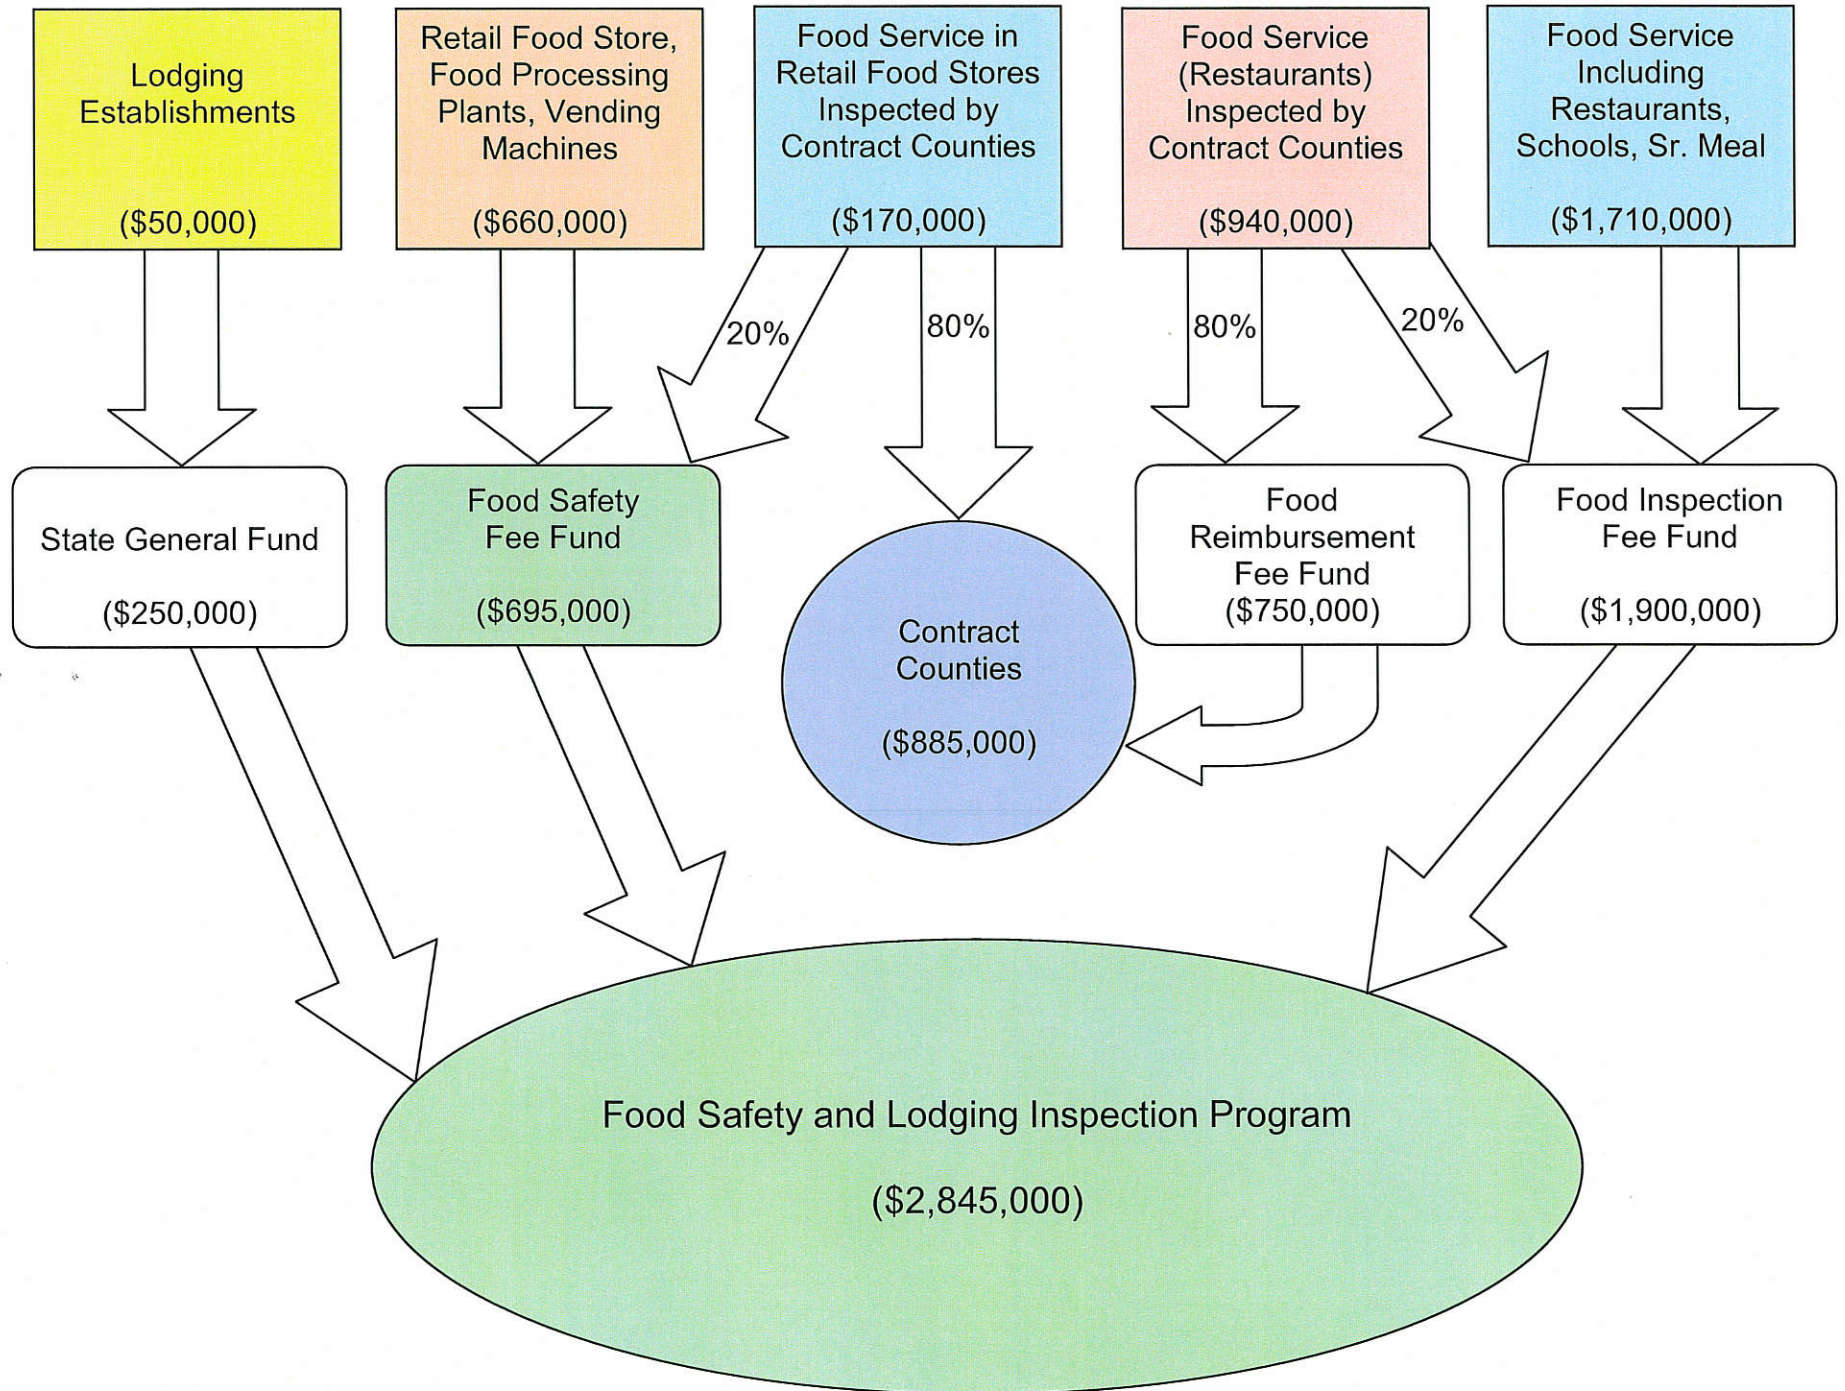 Lodging
Establishments
($50,000)
Retail Food Store,
Food Processing
Plants, Vending
Machines
($660,000)
Food Service in
Retail Food Stores
Inspected by
Contract Counties
($170,000)
Food Service
(Restaurants)
Inspected by
Contract Counties
($940,000)
Food Service
Including
Restaurants,
Schools, Sr. Meal
($1,710,000)
20%
80%
80%
20%
State General Fund
($250,000)
Food Safety
Fee Fund
($695,000)
Contract
Counties
($885,000)
Food
Reimbursement
Fee Fund
($750,000)
Food Inspection
Fee Fund
($1,900,000)
Food Safety and Lodging Inspection Program
($2,845,000)